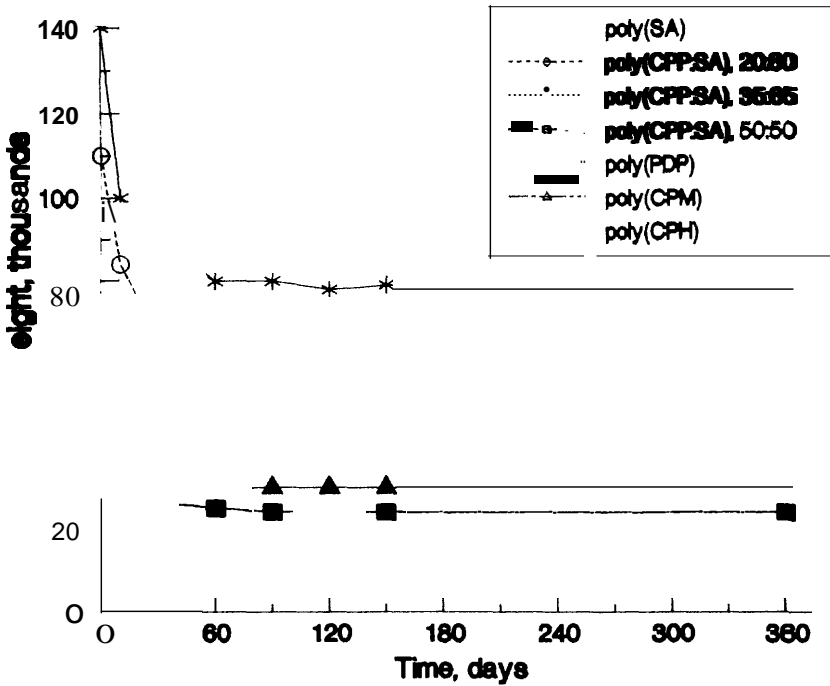 140
120
100
80
20
O
eight, thousands
O 60 120 180 240 300 360
Time, days
poly(SA)
poly(CPP:SA), 20:80
poly(CPP:SA), 35:65
poly(CPP:SA), 50:50
poly(PDP)
poly(CPM)
poly(CPH)